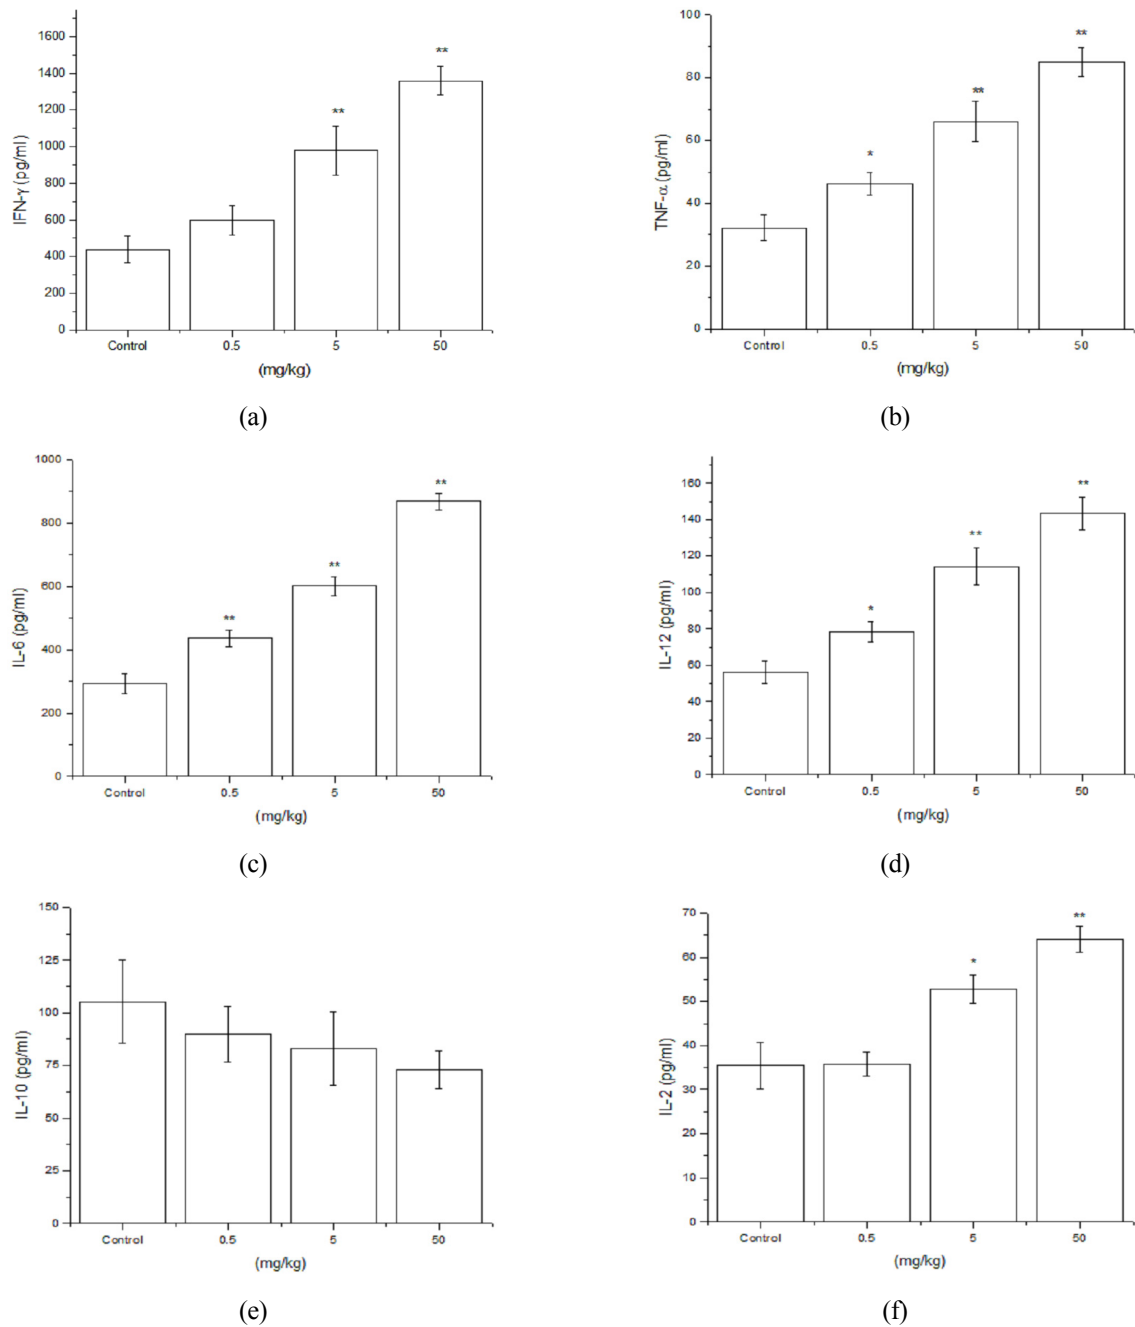 1600
1400
1200
1000
800
600
400
200
0
IFN-γ (pg/ml)
**
**
Control 0.5 5 50
(mg/kg)
(a)
100
80
60
40
20
0
TNF-α (pg/ml)
*
**
**
Control 0.5 5 50
(mg/kg)
(b)
1000
800
600
400
200
0
IL-6 (pg/ml)
**
**
**
Control 0.5 5 50
(mg/kg)
(c)
160
140
120
100
80
60
40
20
0
IL-12 (pg/ml)
*
**
**
Control 0.5 5 50
(mg/kg)
(d)
150
125
100
75
50
25
0
IL-10 (pg/ml)
Control 0.5 5 50
(mg/kg)
(e)
70
60
50
40
30
20
10
0
IL-2 (pg/ml)
*
**
Control 0.5 5 50
(mg/kg)
(f)